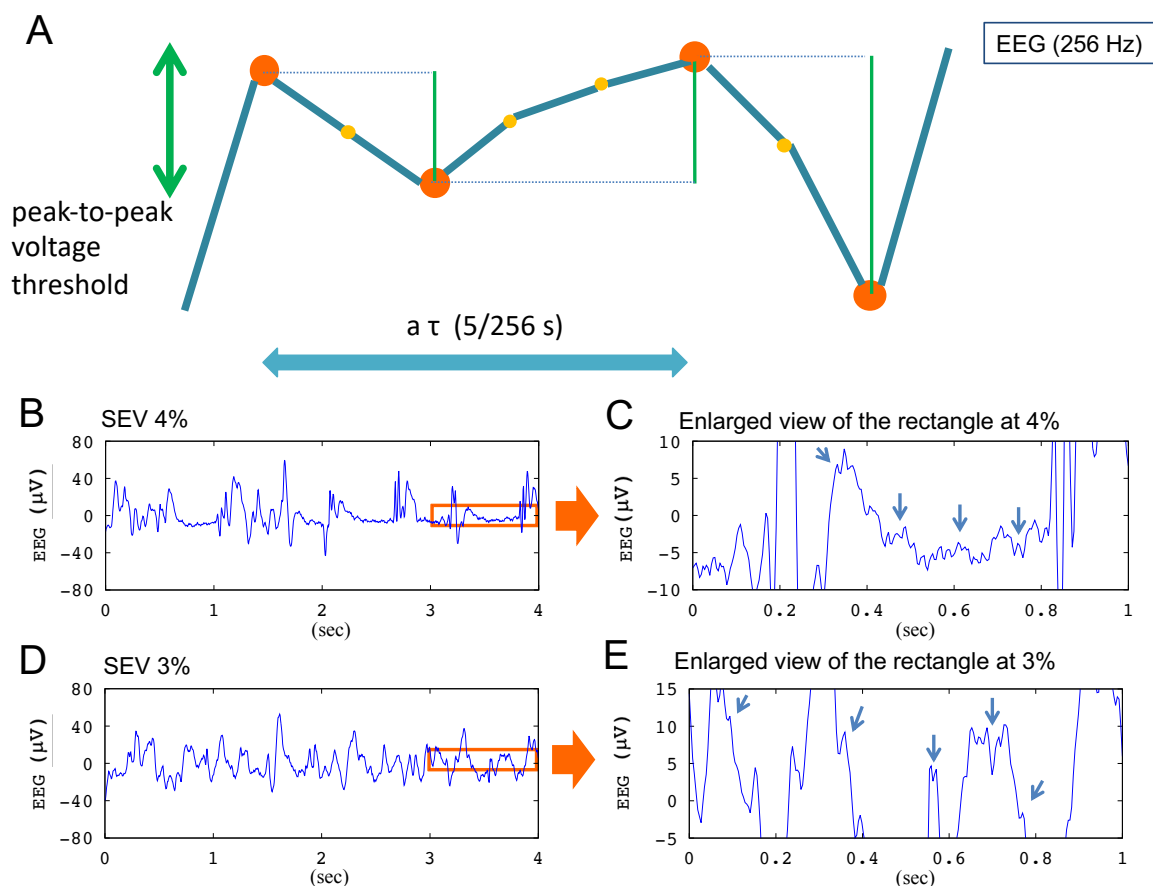 A
EEG (256 Hz)
peak-to-peak
voltage
threshold
a τ (5/256 s)
B
SEV 4%
80
40
0
−40
−80
EEG (μV)
0
1
2
3
4
(sec)
C
Enlarged view of the rectangle at 4%
10
5
0
−5
−10
EEG (μV)
0
0.2
0.4
0.6
0.8
1
(sec)
D
SEV 3%
80
40
0
−40
−80
EEG (μV)
0
1
2
3
4
(sec)
E
Enlarged view of the rectangle at 3%
15
10
5
0
−5
EEG (μV)
0
0.2
0.4
0.6
0.8
1
(sec)